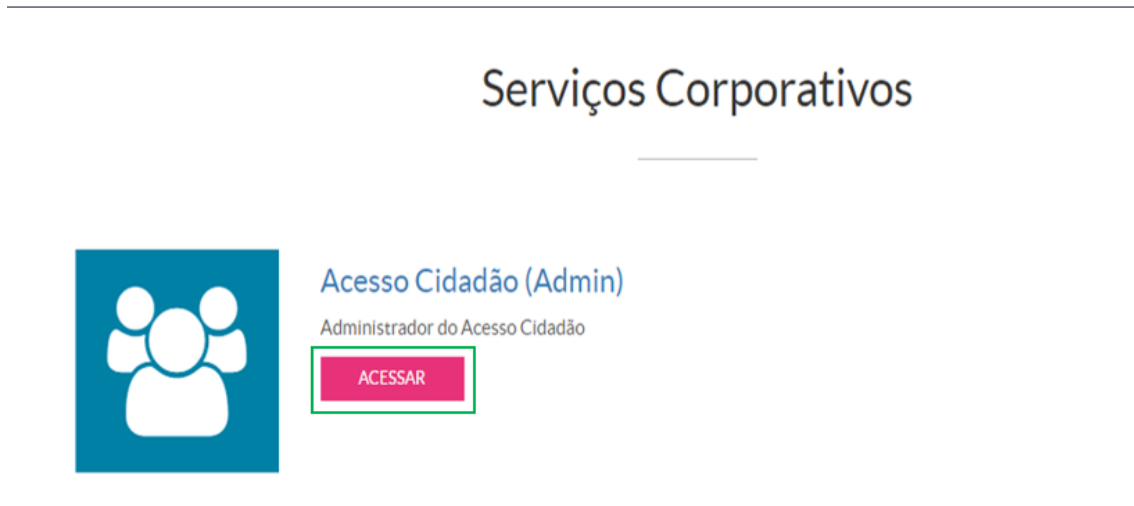 Serviços Corporativos
Acesso Cidadão (Admin)
Administrador do Acesso Cidadão
ACESSAR